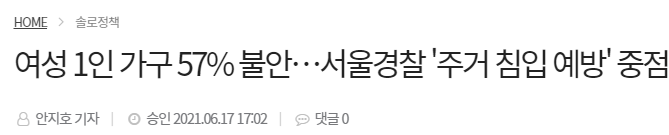 HOME > 솔로정책
여성 1인 가구 57% 불안…서울경찰 '주거 침입 예방' 중점
안지호 기자 | 승인 2021.06.17 17:02 | 댓글 0